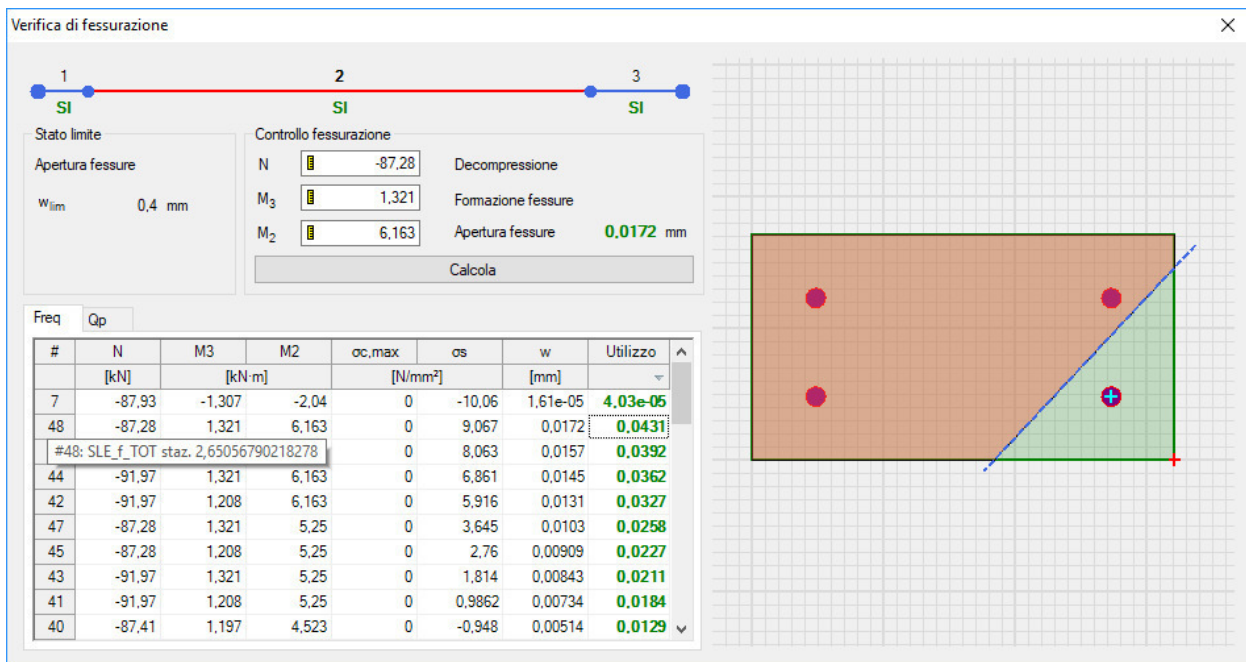 Verifica di fessurazione
1 2 3
SI SI SI
Stato limite
Apertura fessure
wlim 0,4 mm
Controllo fessurazione
N -87,28 Decompressione
M3 1,321 Formazione fessure
M2 6,163 Apertura fessure 0,0172 mm
Calcola
Freq Qp
# N M3 M2 σc,max σs w Utilizzo
[kN] [kN·m] [N/mm²] [mm]
7 -87,93 -1,307 -2,04 0 -10,06 1,61e-05 4,03e-05
48 -87,28 1,321 6,163 0 9,067 0,0172 0,0431
#48: SLE_f_TOT staz. 2,65056790218278 0 8,063 0,0157 0,0392
44 -91,97 1,321 6,163 0 6,861 0,0145 0,0362
42 -91,97 1,208 6,163 0 5,916 0,0131 0,0327
47 -87,28 1,321 5,25 0 3,645 0,0103 0,0258
45 -87,28 1,208 5,25 0 2,76 0,00909 0,0227
43 -91,97 1,321 5,25 0 1,814 0,00843 0,0211
41 -91,97 1,208 5,25 0 0,9862 0,00734 0,0184
40 -87,41 1,197 4,523 0 -0,948 0,00514 0,0129